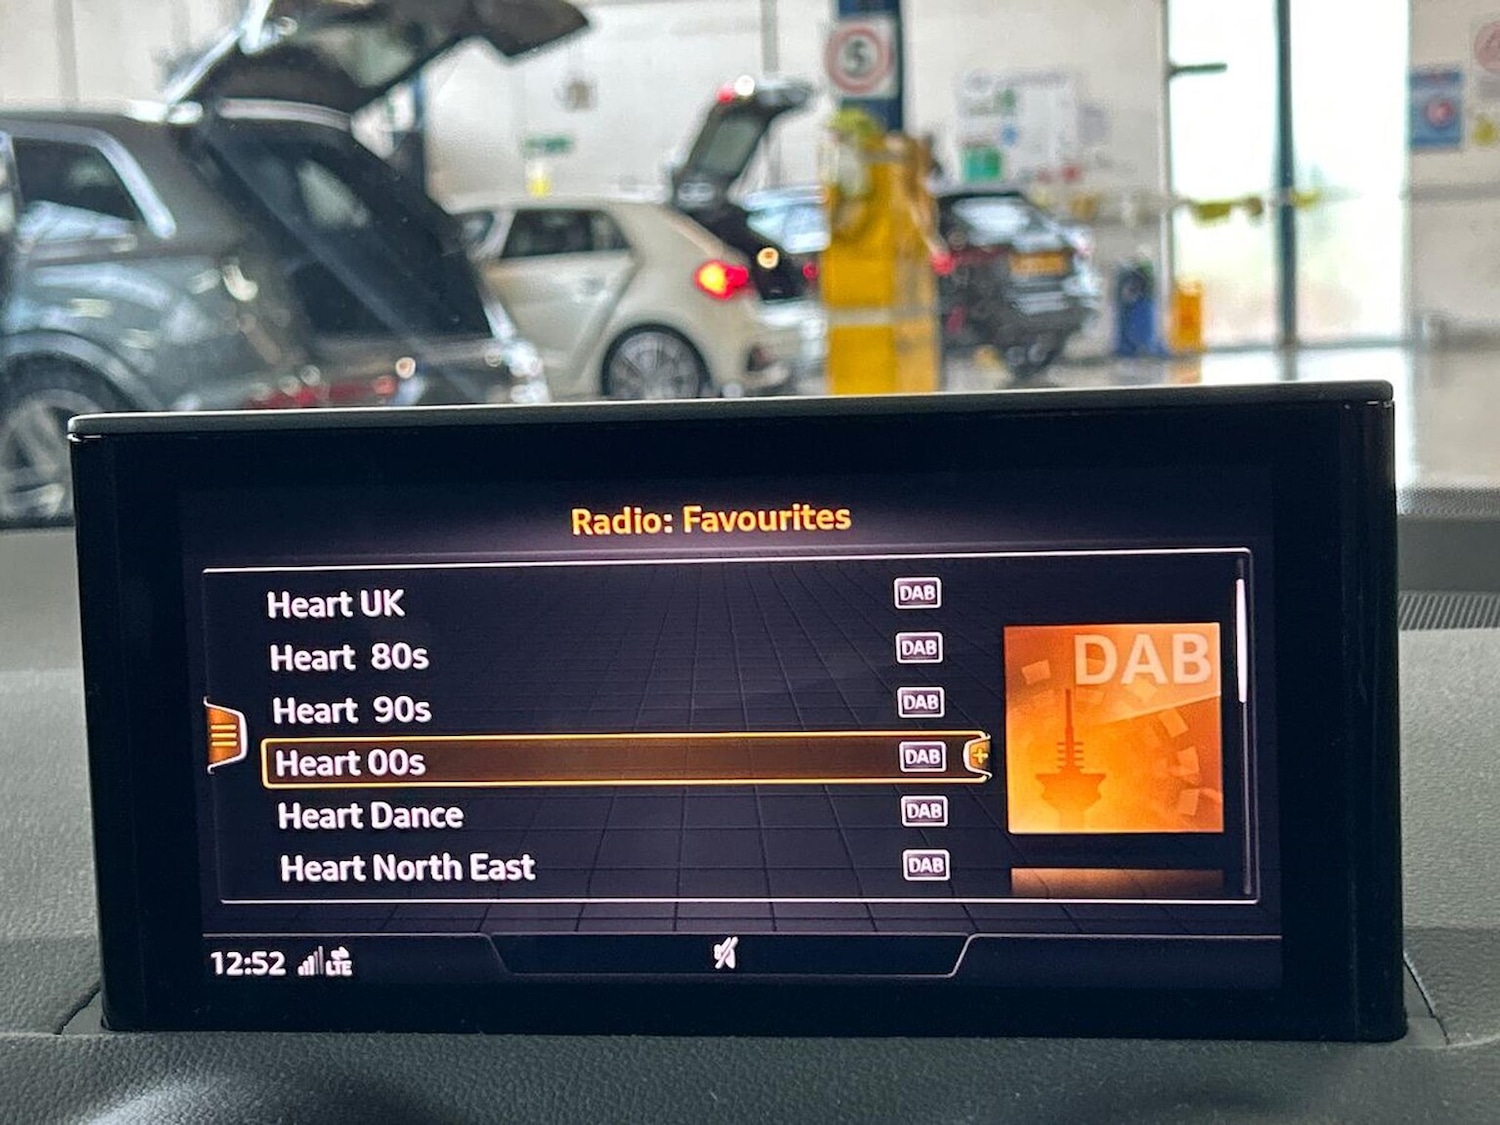 5
Radio: Favourites
Heart UK DAB
Heart 80s DAB
Heart 90s DAB
Heart 00s DAB +
Heart Dance DAB
Heart North East DAB
DAB
12:52 LTE